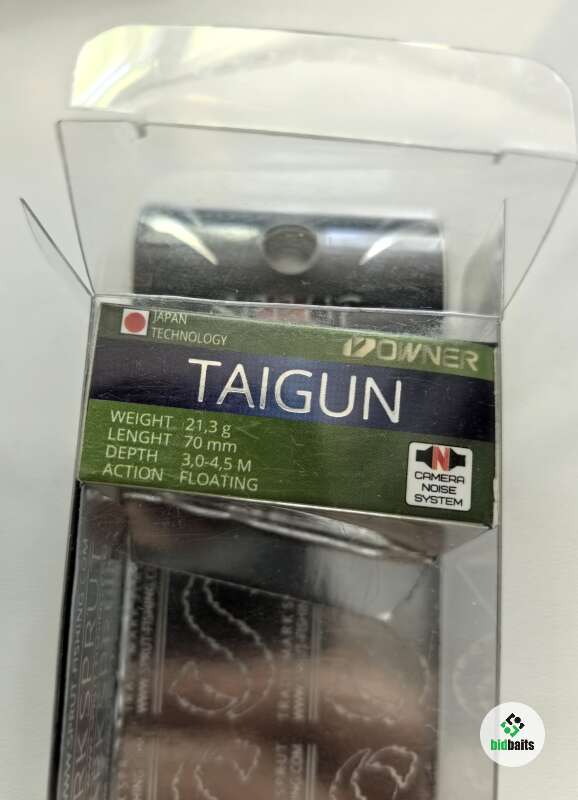 JAPAN
TECHNOLOGY
OWNER
TAIGUN
WEIGHT 21,3 g
LENGHT 70 mm
DEPTH 3,0-4,5 M
ACTION FLOATING
N
CAMERA
NOISE
SYSTEM
bidbaits